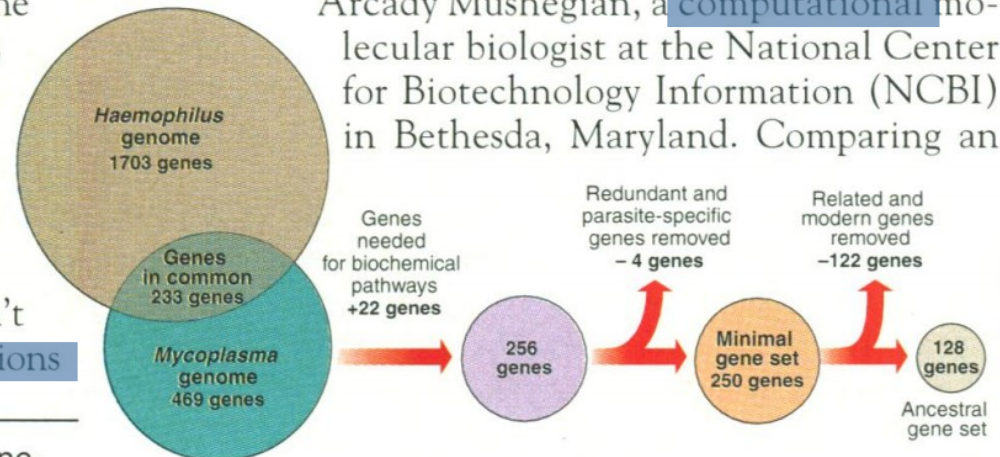 Arcady Mushegian, a computational mo-
lecular biologist at the National Center
for Biotechnology Information (NCBI)
in Bethesda, Maryland. Comparing an
't
ions
Haemophilus
genome
1703 genes
Genes
in common
233 genes
Mycoplasma
genome
469 genes
Genes
needed
for biochemical
pathways
+22 genes
256
genes
Redundant and
parasite-specific
genes removed
– 4 genes
Minimal
gene set
250 genes
Related and
modern genes
removed
–122 genes
128
genes
Ancestral
gene set